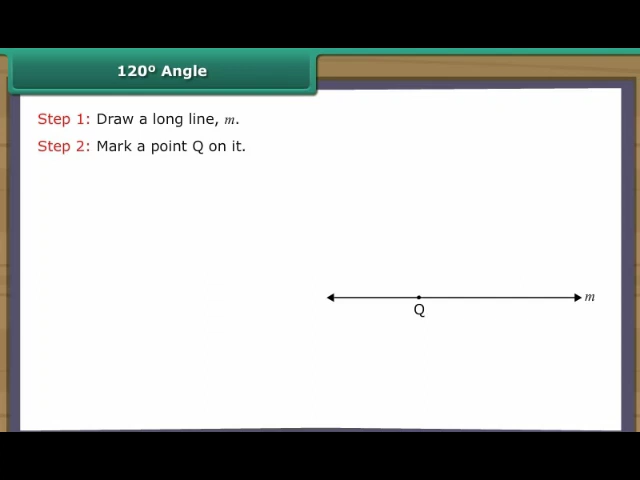 120º Angle
Step 1: Draw a long line, m.
Step 2: Mark a point Q on it.
m
Q